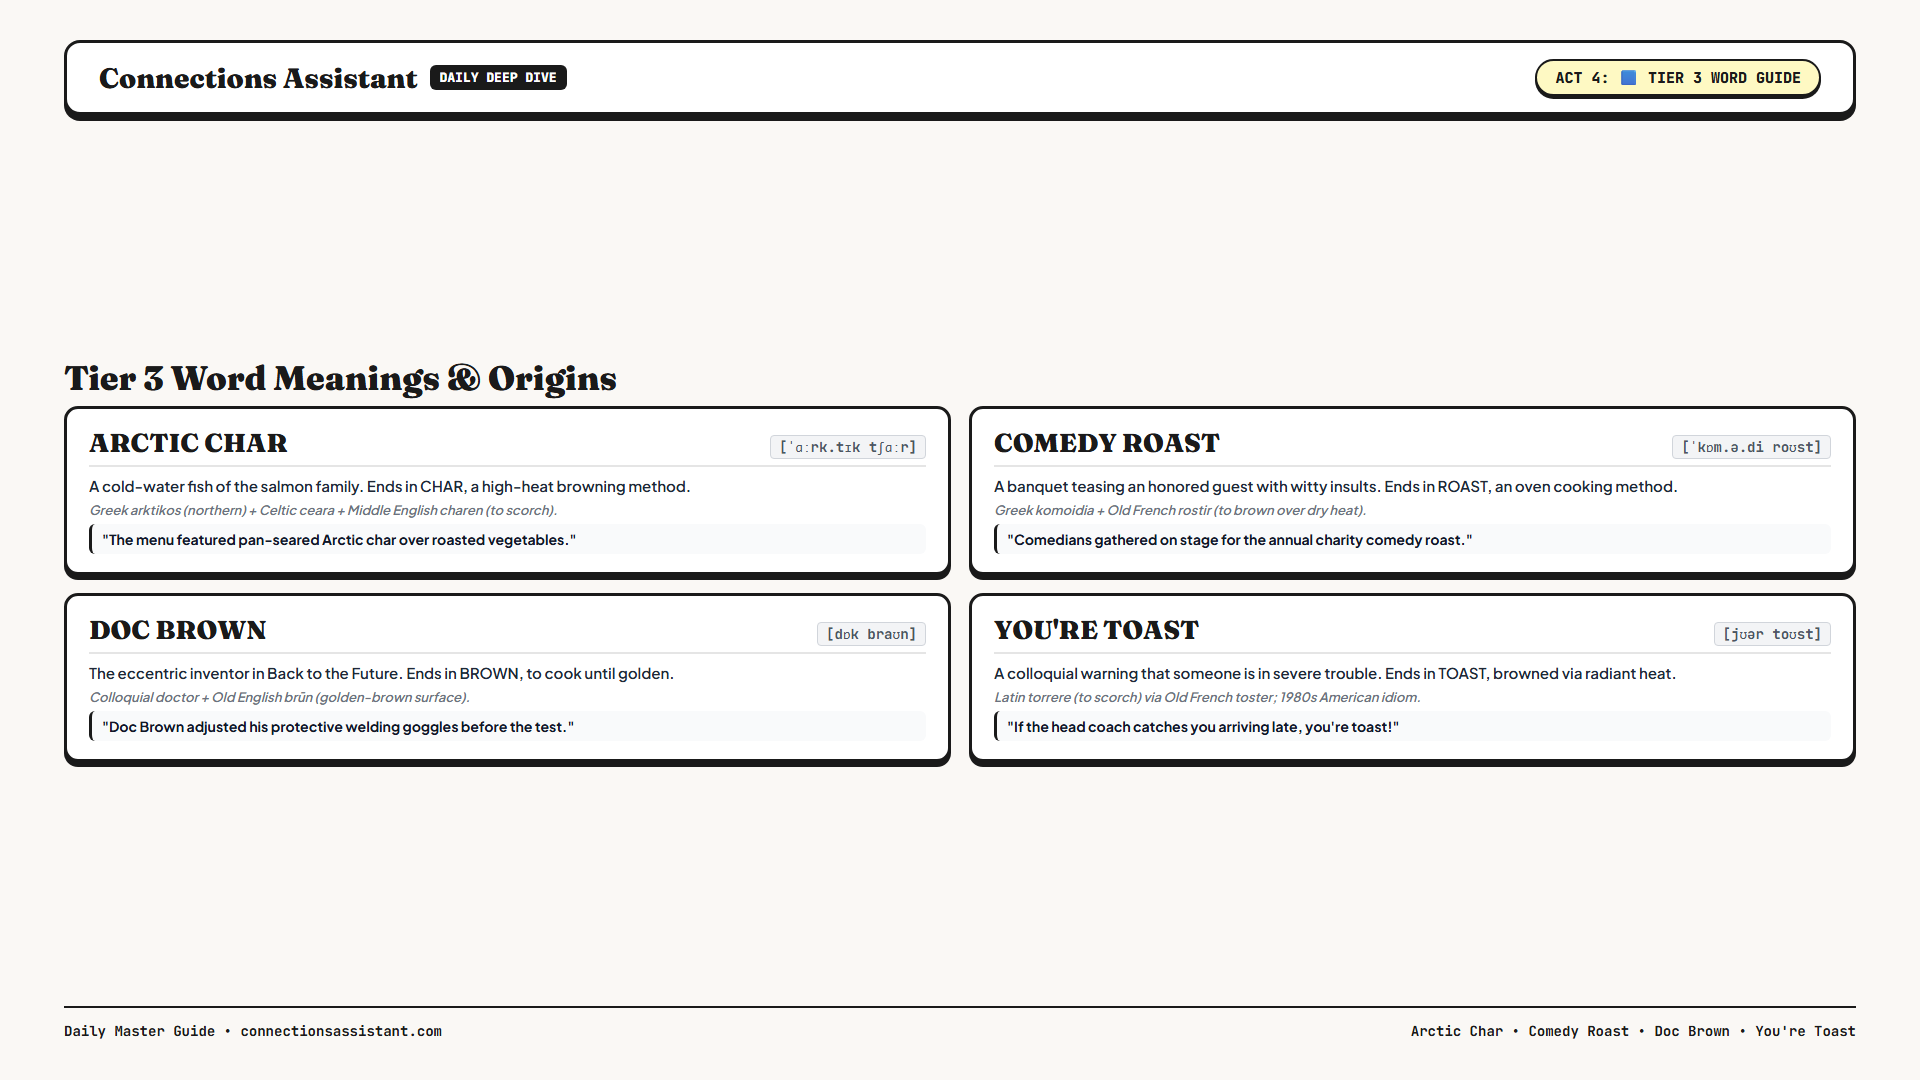 Connections Assistant DAILY DEEP DIVE
ACT 4: 🟦 TIER 3 WORD GUIDE
Tier 3 Word Meanings & Origins
ARCTIC CHAR [ˈɑːrk.tɪk tʃɑːr]
A cold-water fish of the salmon family. Ends in CHAR, a high-heat browning method.
Greek arktikos (northern) + Celtic ceara + Middle English charen (to scorch).
"The menu featured pan-seared Arctic char over roasted vegetables."
COMEDY ROAST [ˈkɒm.ə.di roʊst]
A banquet teasing an honored guest with witty insults. Ends in ROAST, an oven cooking method.
Greek komoidia + Old French rostir (to brown over dry heat).
"Comedians gathered on stage for the annual charity comedy roast."
DOC BROWN [dɒk braʊn]
The eccentric inventor in Back to the Future. Ends in BROWN, to cook until golden.
Colloquial doctor + Old English brūn (golden-brown surface).
"Doc Brown adjusted his protective welding goggles before the test."
YOU'RE TOAST [jʊər toʊst]
A colloquial warning that someone is in severe trouble. Ends in TOAST, browned via radiant heat.
Latin torrere (to scorch) via Old French toster; 1980s American idiom.
"If the head coach catches you arriving late, you're toast!"
Daily Master Guide • connectionsassistant.com
Arctic Char • Comedy Roast • Doc Brown • You're Toast